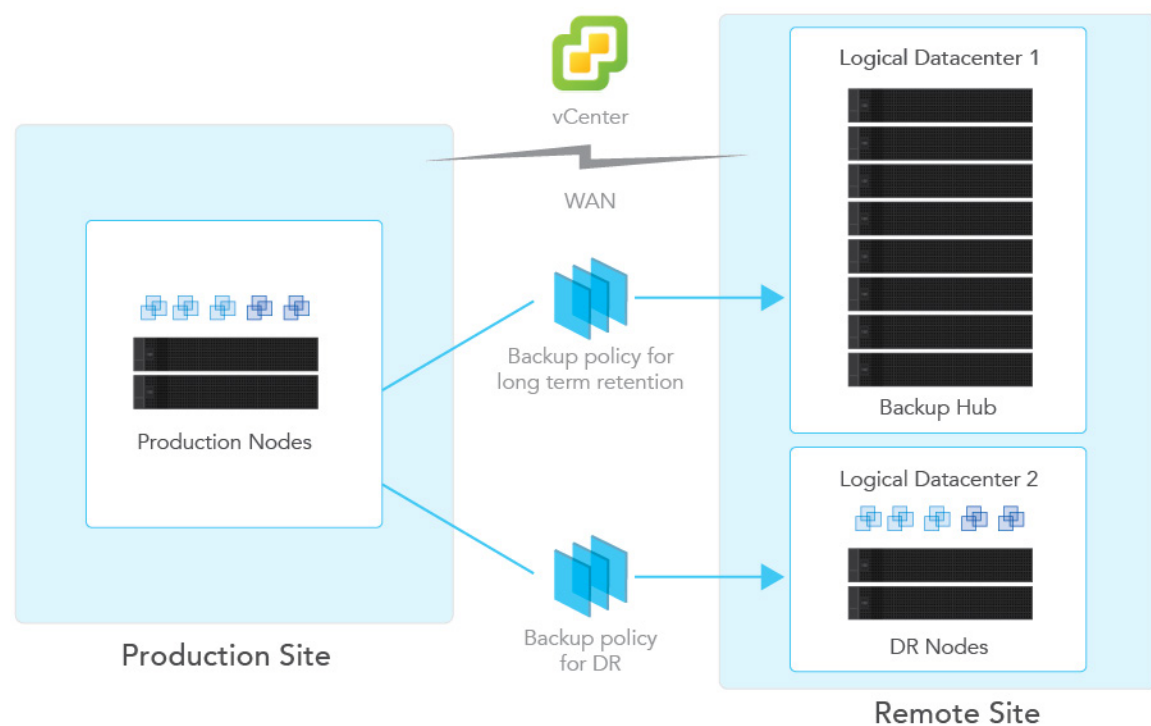 vCenter
WAN
Production Nodes
Production Site
Backup policy for
long term retention
Backup policy
for DR
Logical Datacenter 1
Backup Hub
Logical Datacenter 2
DR Nodes
Remote Site